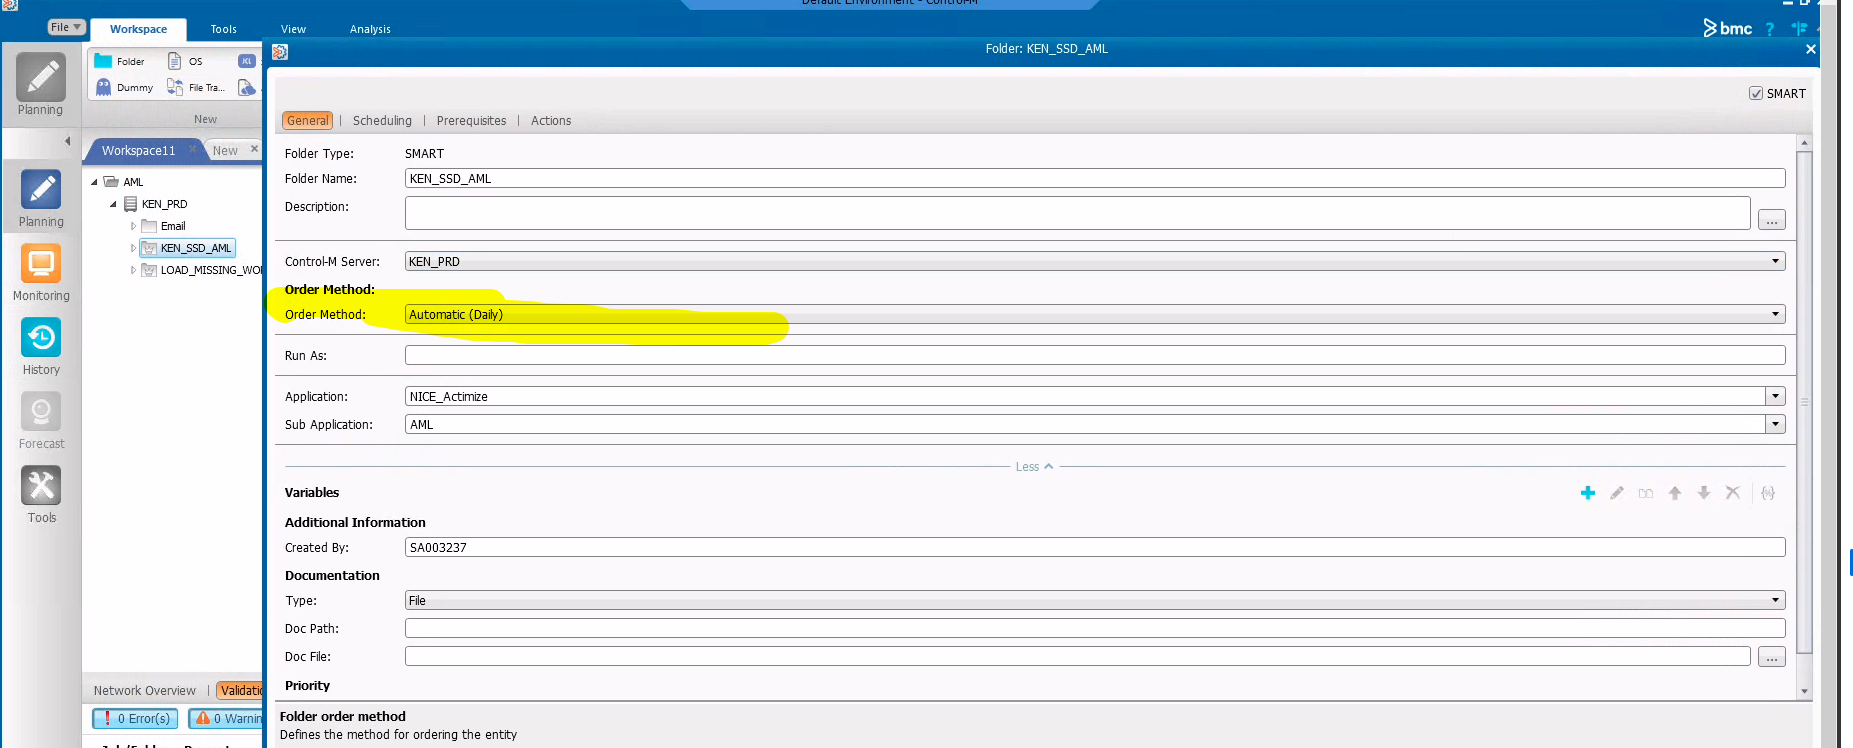 Default Environment - Control-M
File
Workspace
Tools
View
Analysis
bmc
?
Folder: KEN_SSD_AML
Planning
Folder
OS
JCL
Dummy
File Tra...
New
SMART
General | Scheduling | Prerequisites | Actions
Workspace11
New
AML
KEN_PRD
Email
KEN_SSD_AML
LOAD_MISSING_WO
Planning
Monitoring
History
Forecast
Tools
Folder Type: SMART
Folder Name: KEN_SSD_AML
Description:
...
Control-M Server: KEN_PRD
Order Method:
Order Method: Automatic (Daily)
Run As:
Application: NICE_Actimize
Sub Application: AML
Less
Variables
Additional Information
Created By: SA003237
Documentation
Type: File
Doc Path:
Doc File:
...
Priority
Network Overview | Validatio
0 Error(s)
0 Warnin
Folder order method
Defines the method for ordering the entity